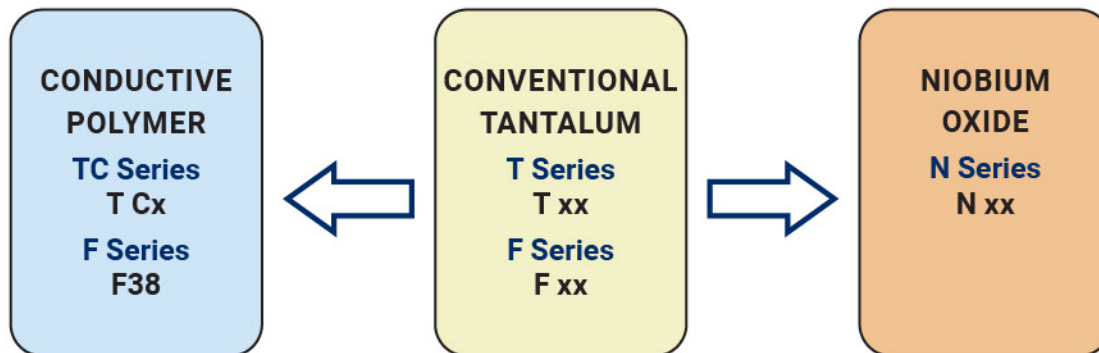 CONDUCTIVE
POLYMER
TC Series
T Cx
F Series
F38
CONVENTIONAL
TANTALUM
T Series
T xx
F Series
F xx
NIOBIUM
OXIDE
N Series
N xx